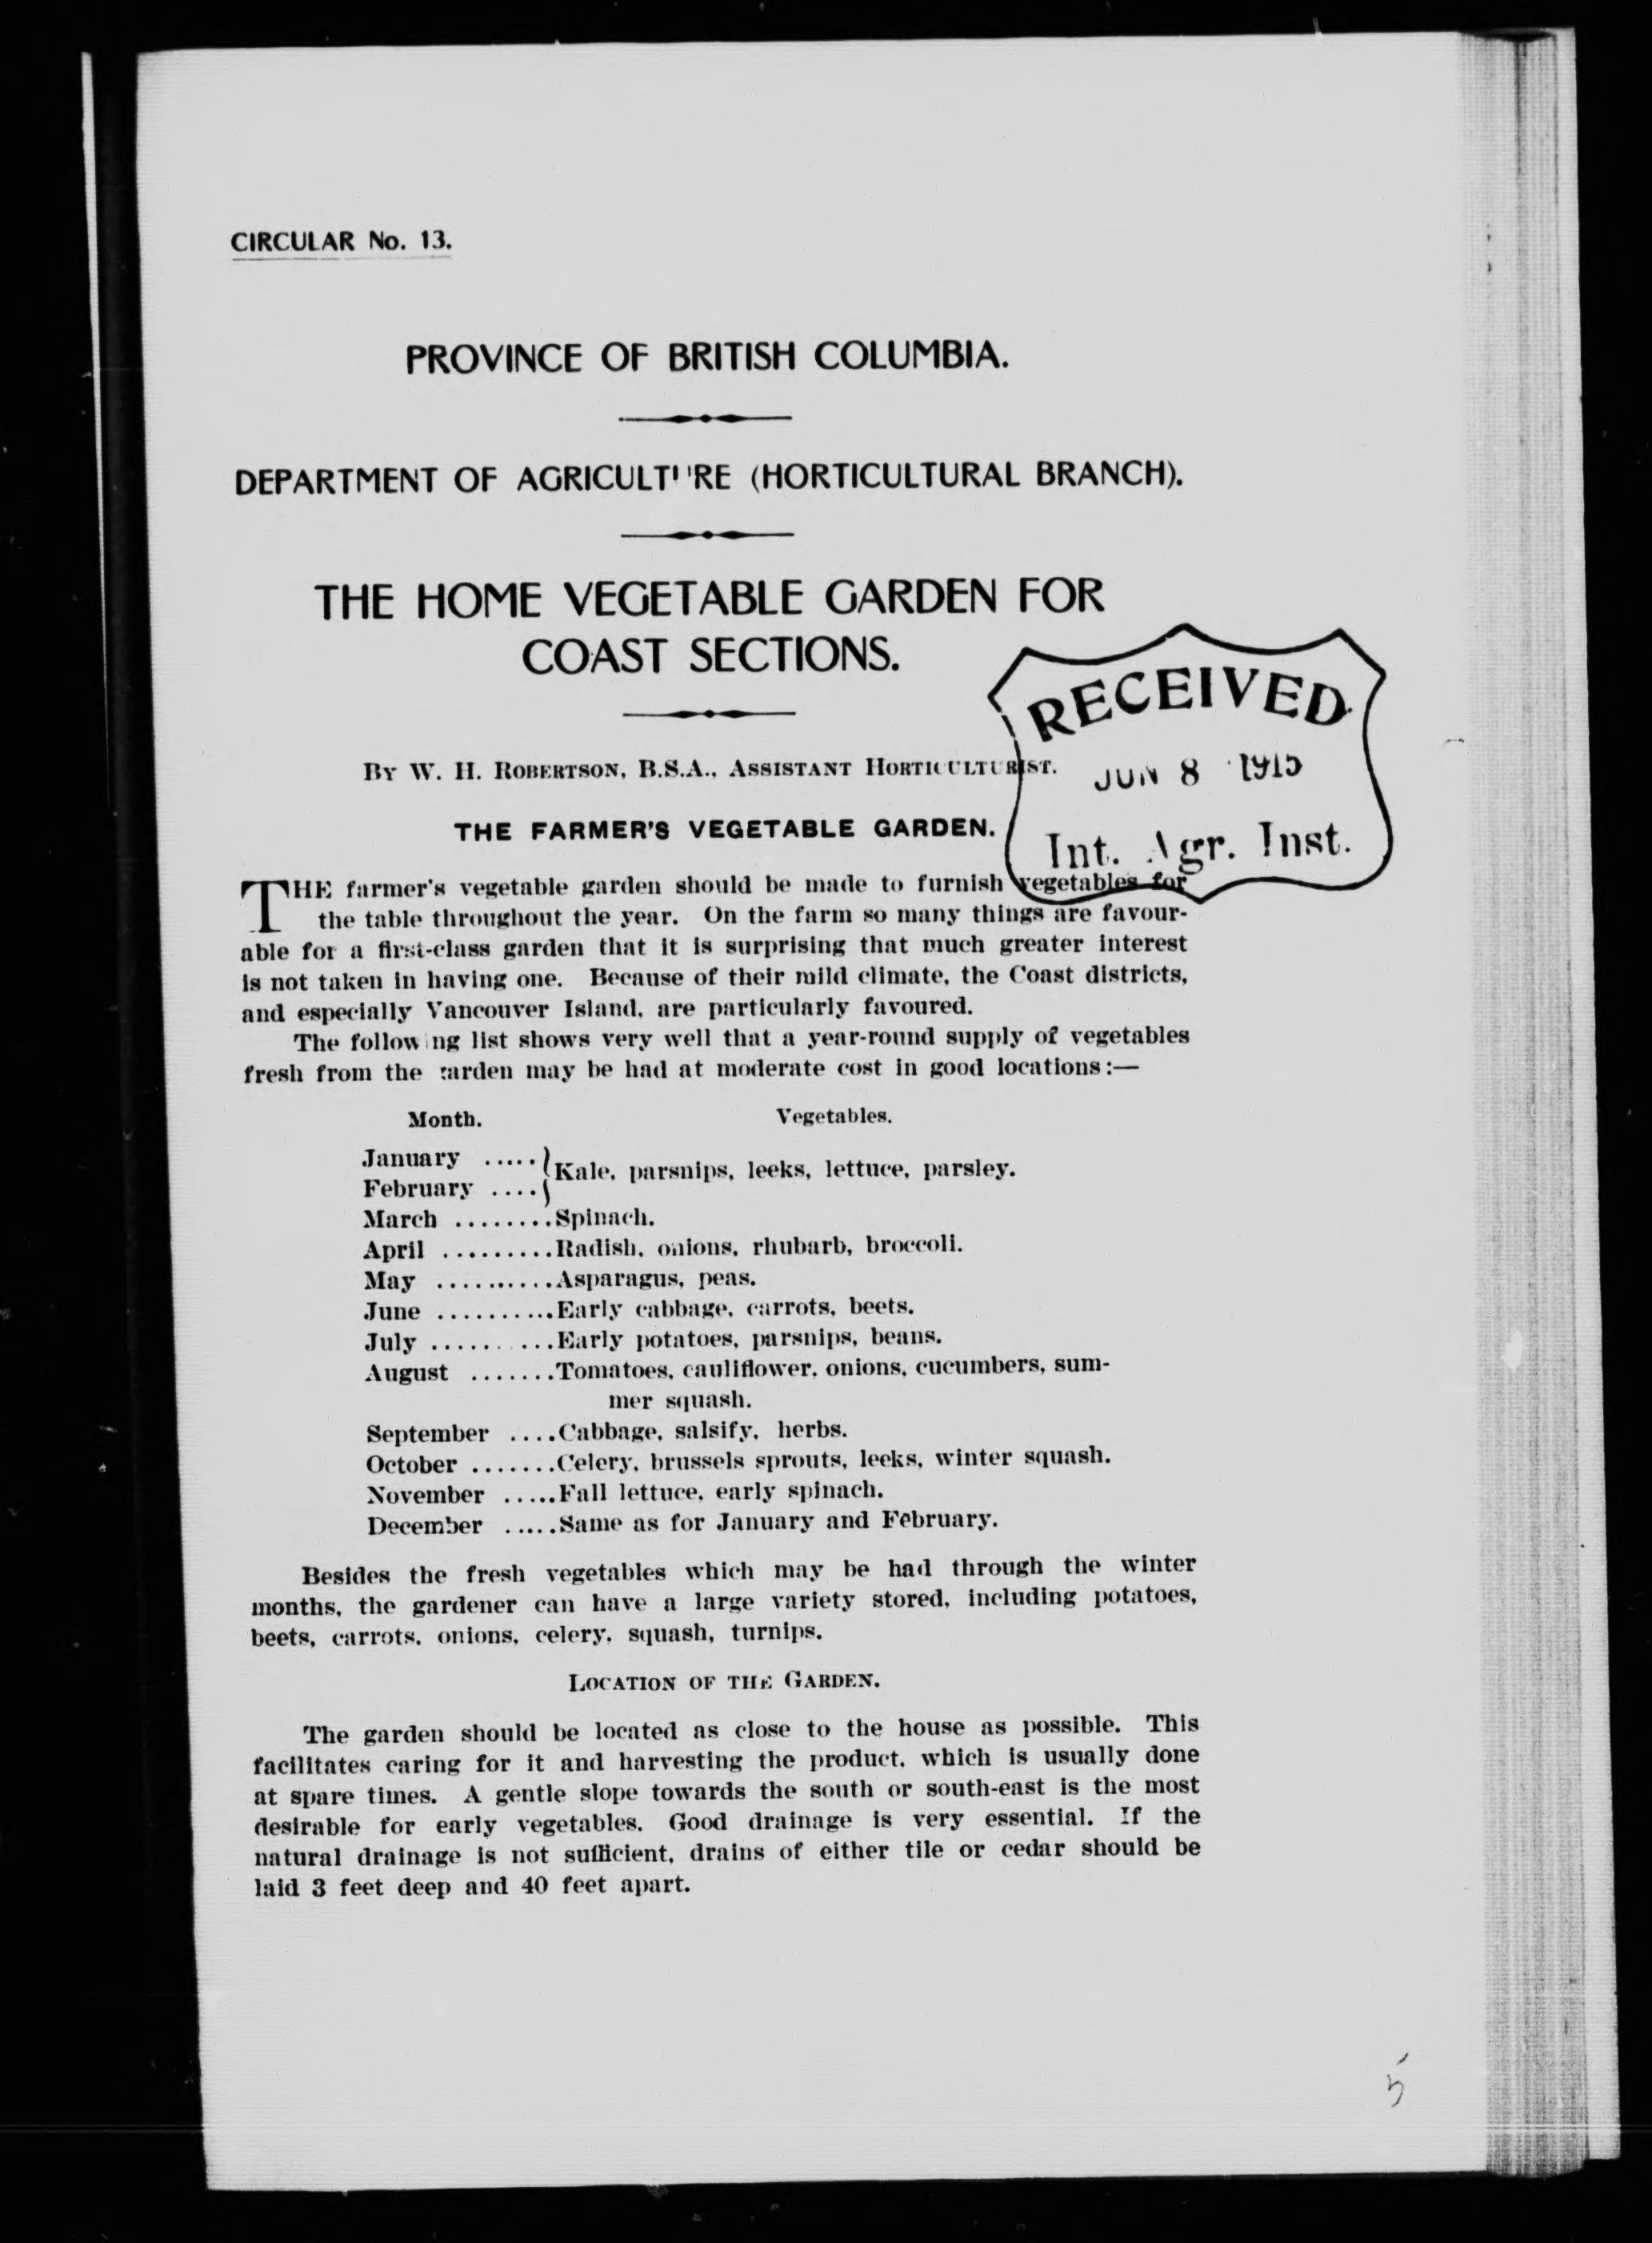 CIRCULAR No. 13.
PROVINCE OF BRITISH COLUMBIA.
DEPARTMENT OF AGRICULTURE (HORTICULTURAL BRANCH).
THE HOME VEGETABLE GARDEN FOR
COAST SECTIONS.
RECEIVED
JUN 8 1915
Int. Agr. Inst.
BY W. H. ROBERTSON, B.S.A., ASSISTANT HORTICULTURIST.
THE FARMER'S VEGETABLE GARDEN.
THE farmer's vegetable garden should be made to furnish vegetables for
the table throughout the year. On the farm so many things are favour-
able for a first-class garden that it is surprising that much greater interest
is not taken in having one. Because of their mild climate, the Coast districts,
and especially Vancouver Island, are particularly favoured.
The following list shows very well that a year-round supply of vegetables
fresh from the garden may be had at moderate cost in good locations:—
Month. Vegetables.
January .....
Kale, parsnips, leeks, lettuce, parsley.
February ....
March ........Spinach.
April .........Radish, onions, rhubarb, broccoli.
May ..........Asparagus, peas.
June ..........Early cabbage, carrots, beets.
July ..........Early potatoes, parsnips, beans.
August .......Tomatoes, cauliflower, onions, cucumbers, sum-
mer squash.
September ....Cabbage, salsify, herbs.
October .......Celery, brussels sprouts, leeks, winter squash.
November .....Fall lettuce, early spinach.
December .....Same as for January and February.
Besides the fresh vegetables which may be had through the winter
months, the gardener can have a large variety stored, including potatoes,
beets, carrots, onions, celery, squash, turnips.
LOCATION OF THE GARDEN.
The garden should be located as close to the house as possible. This
facilitates caring for it and harvesting the product, which is usually done
at spare times. A gentle slope towards the south or south-east is the most
desirable for early vegetables. Good drainage is very essential. If the
natural drainage is not sufficient, drains of either tile or cedar should be
laid 3 feet deep and 40 feet apart.
5